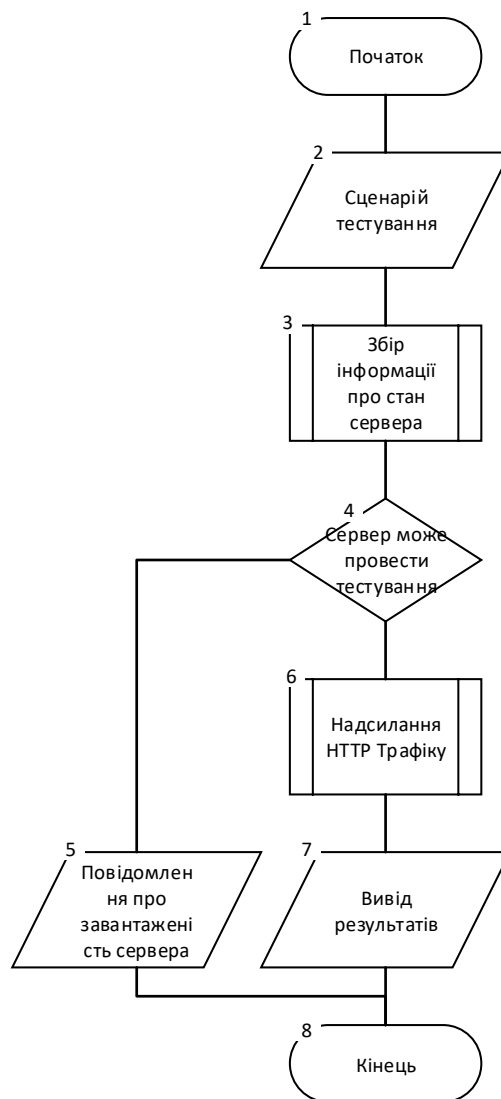 1
Початок
2
Сценарій
тестування
3
Збір
інформації
про стан
сервера
4
Сервер може
провести
тестування
6
Надсилання
HTTP Трафіку
5
Повідомлен
ня про
завантажені
сть сервера
7
Вивід
результатів
8
Кінець